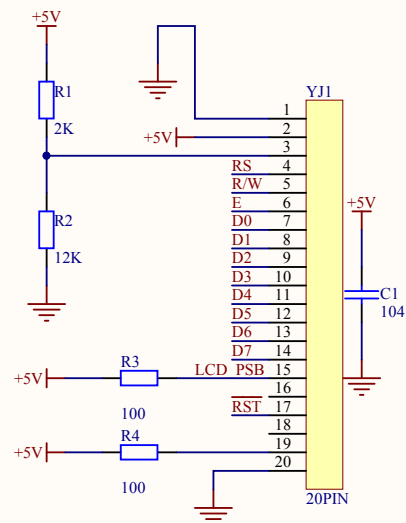 +5V
R1
2K
R2
12K
+5V
YJ1
1
2
3
RS 4
R/W 5
E 6
D0 7
D1 8
D2 9
D3 10
D4 11
D5 12
D6 13
D7 14
LCD_PSB 15
16
RST 17
18
19
20
20PIN
+5V
C1
104
+5V
R3
100
+5V
R4
100